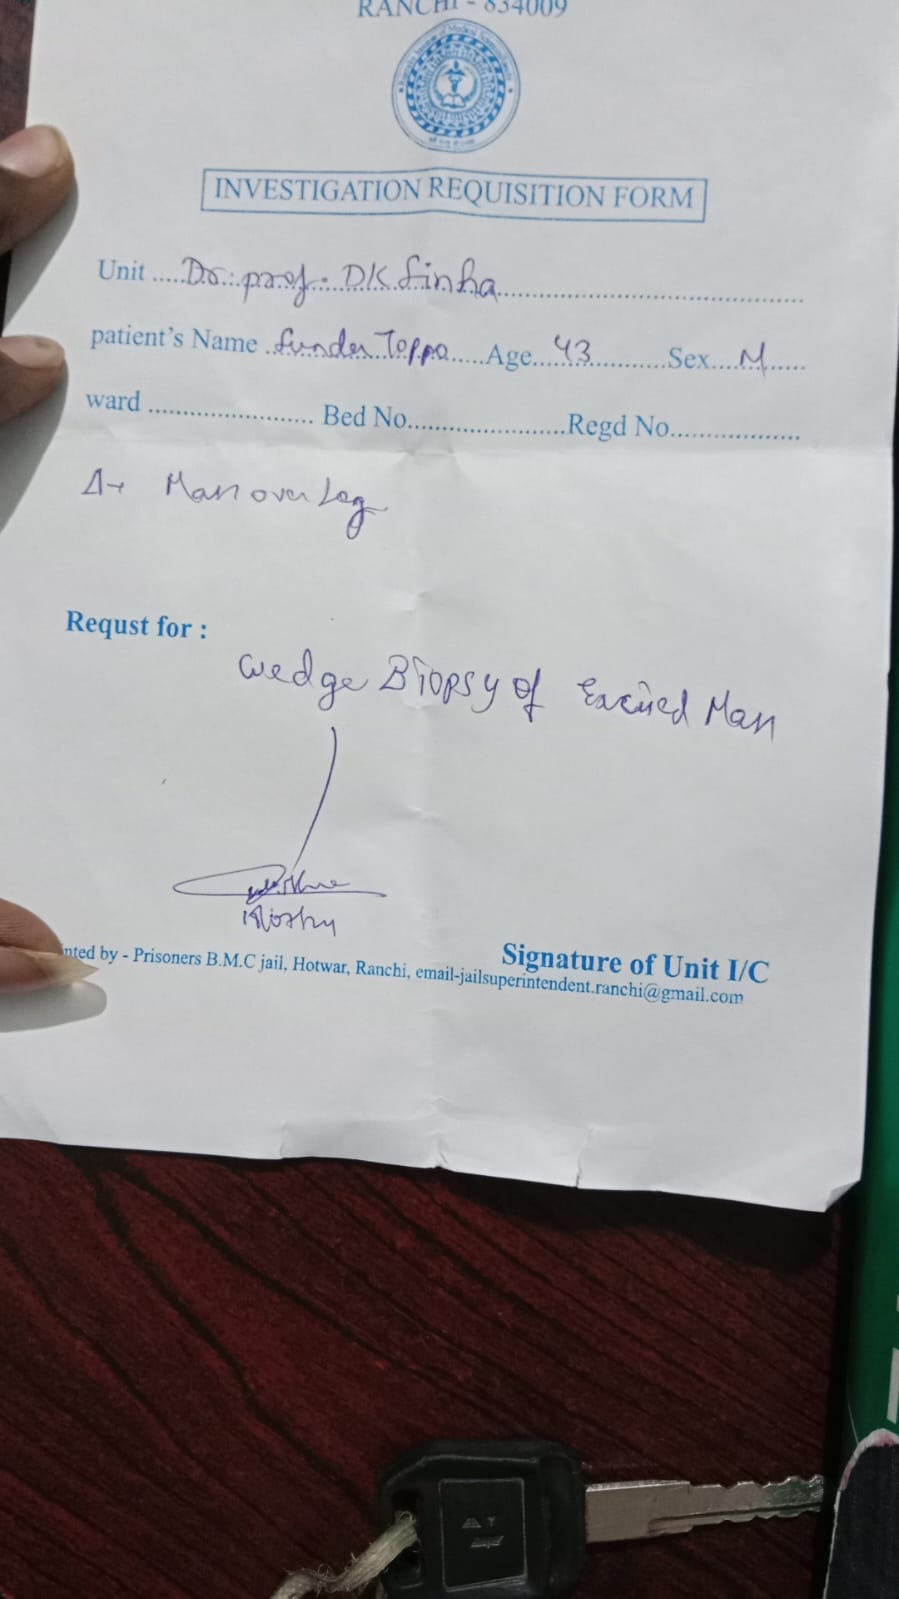 RANCHI - 834009
INVESTIGATION REQUISITION FORM
Unit .....Dr. prof. DK Sinha..........
patient's Name .Sunder Toppo.....Age...43..........Sex....M......
ward ........................ Bed No.......................Regd No...................
Mass over Leg
Requst for :
wedge Biopsy of Excised Mass
Signature of Unit I/C
nted by - Prisoners B.M.C jail, Hotwar, Ranchi, email-jailsuperintendent.ranchi@gmail.com